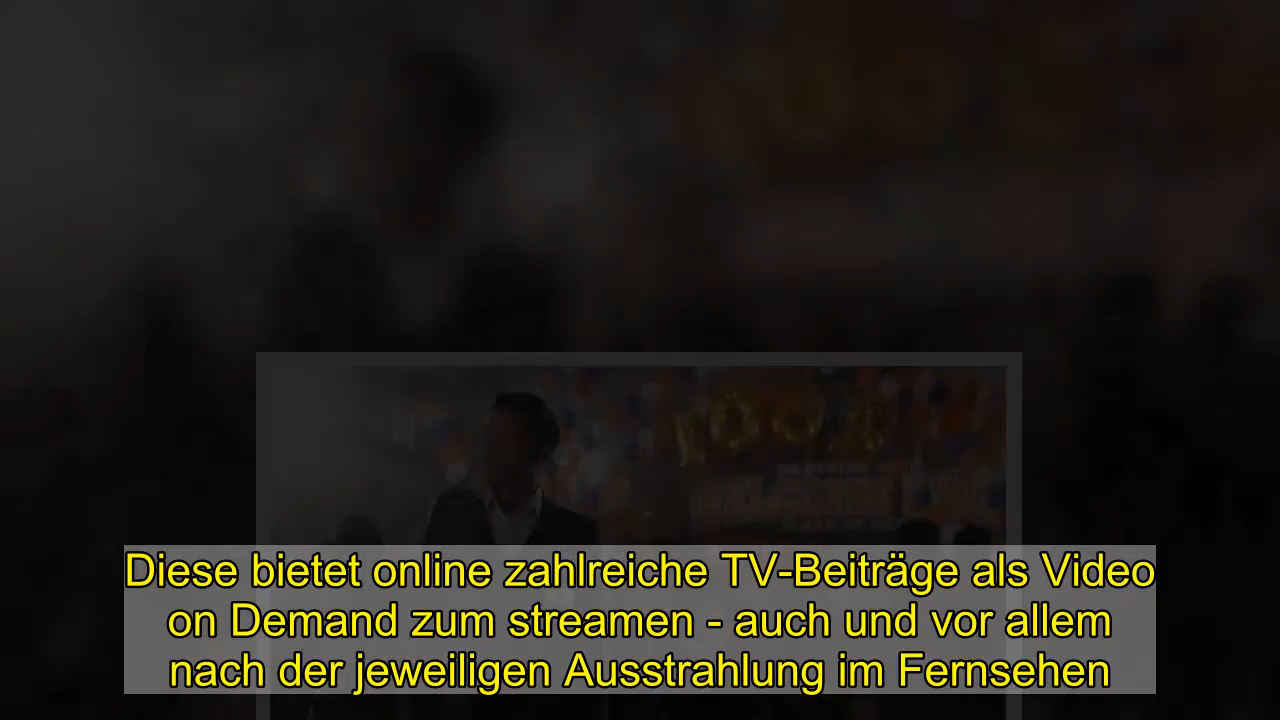 Diese bietet online zahlreiche TV-Beiträge als Video
on Demand zum streamen - auch und vor allem
nach der jeweiligen Ausstrahlung im Fernsehen